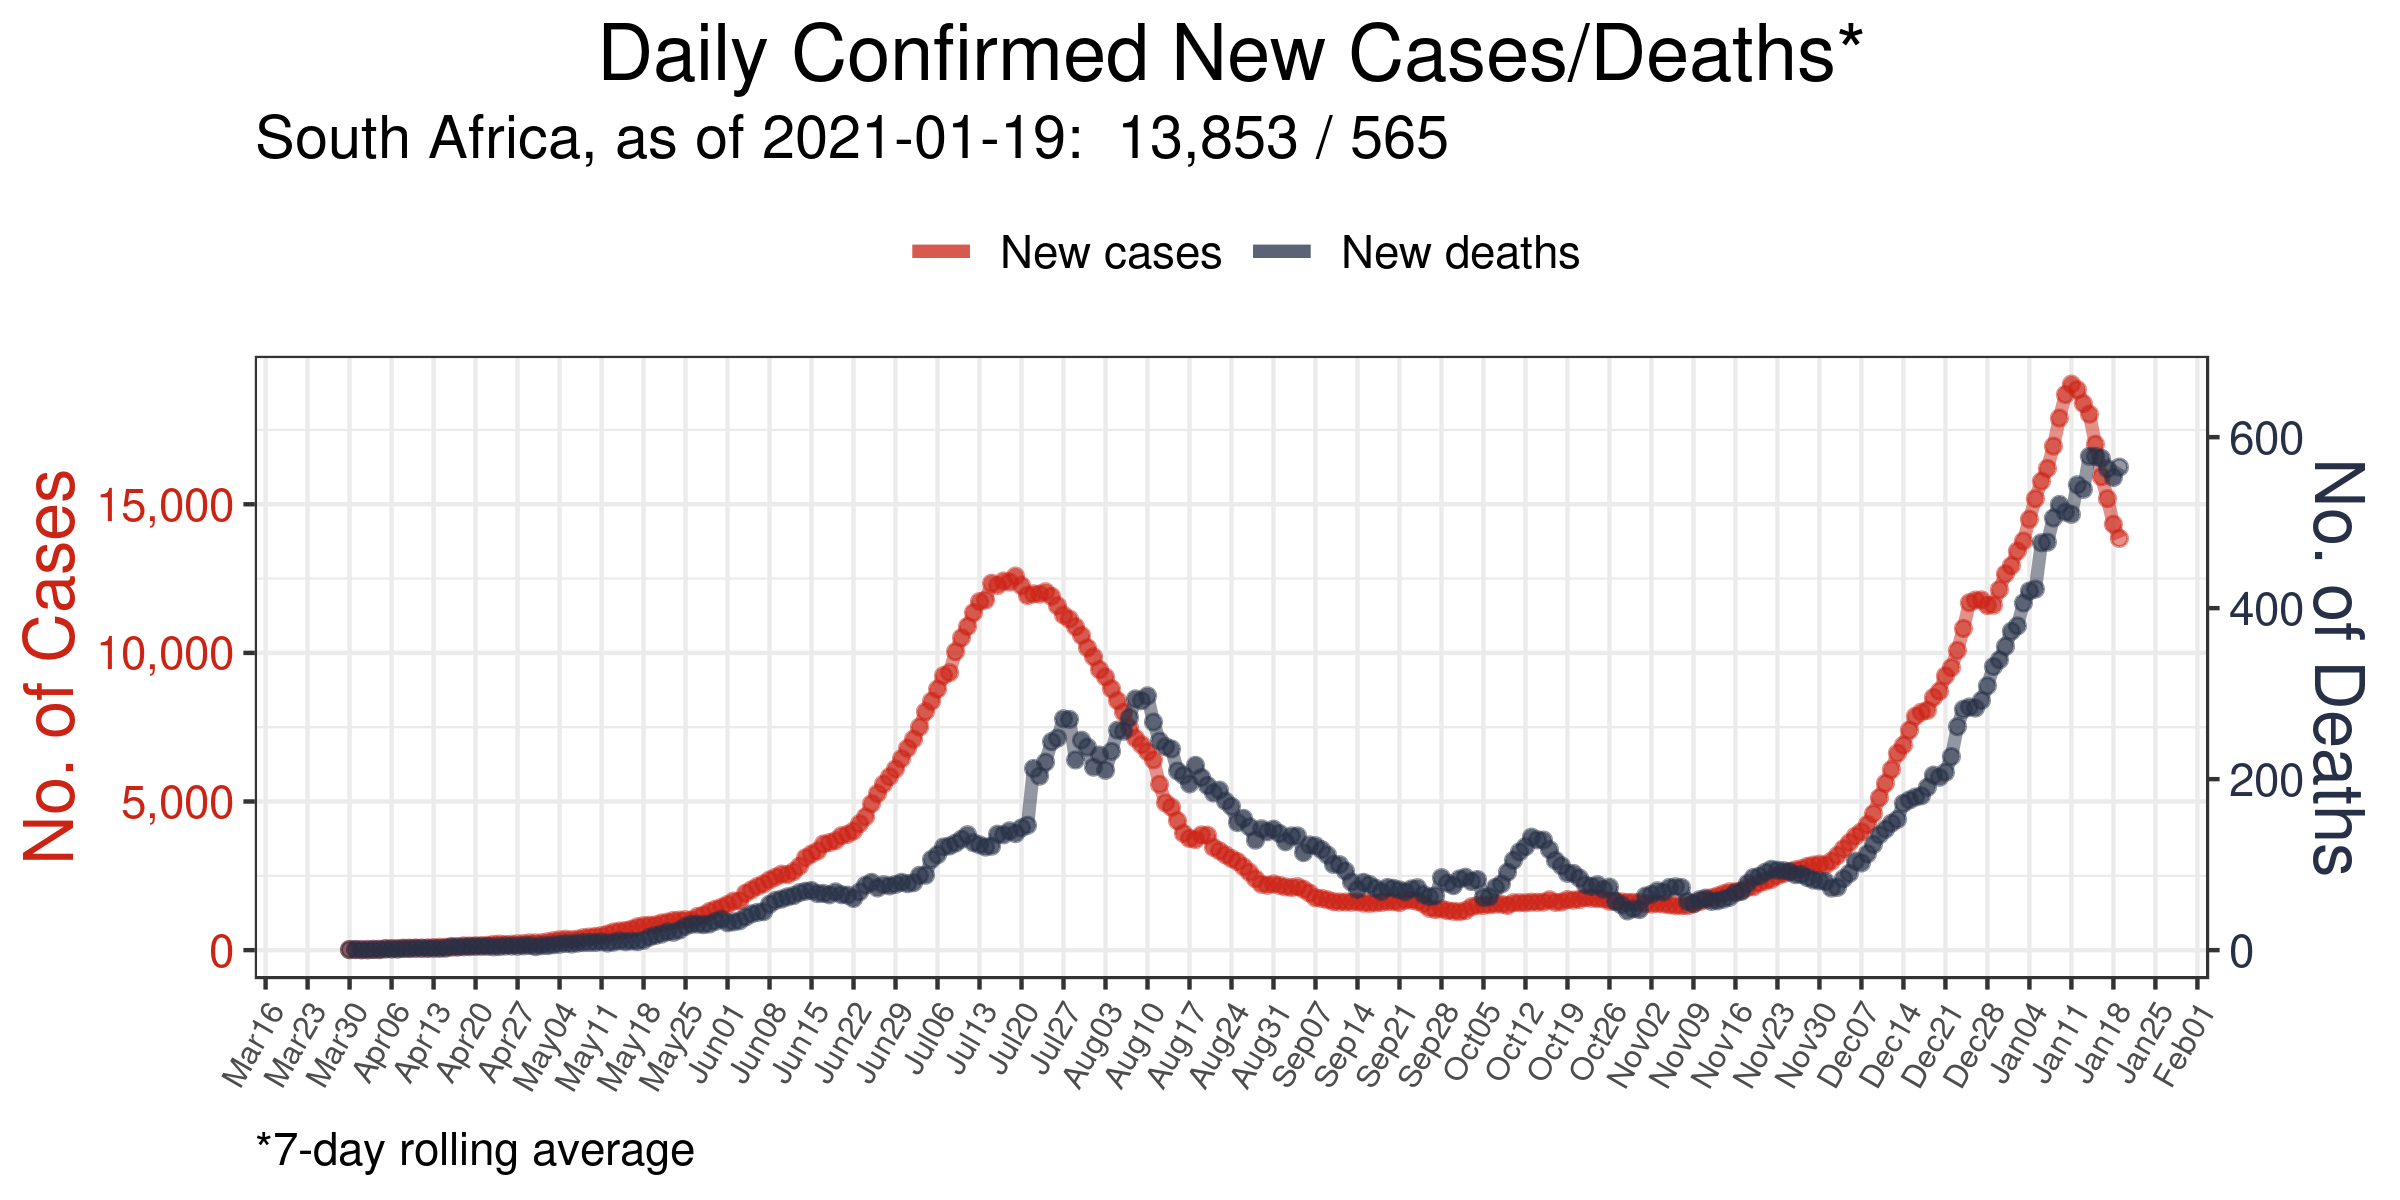 Daily Confirmed New Cases/Deaths*
South Africa, as of 2021-01-19:  13,853 / 565
New cases
New deaths
No. of Cases
15,000
10,000
5,000
0
600
400
200
0
No. of Deaths
Mar16
Mar23
Mar30
Apr06
Apr13
Apr20
Apr27
May04
May11
May18
May25
Jun01
Jun08
Jun15
Jun22
Jun29
Jul06
Jul13
Jul20
Jul27
Aug03
Aug10
Aug17
Aug24
Aug31
Sep07
Sep14
Sep21
Sep28
Oct05
Oct12
Oct19
Oct26
Nov02
Nov09
Nov16
Nov23
Nov30
Dec07
Dec14
Dec21
Dec28
Jan04
Jan11
Jan18
Jan25
Feb01
*7-day rolling average